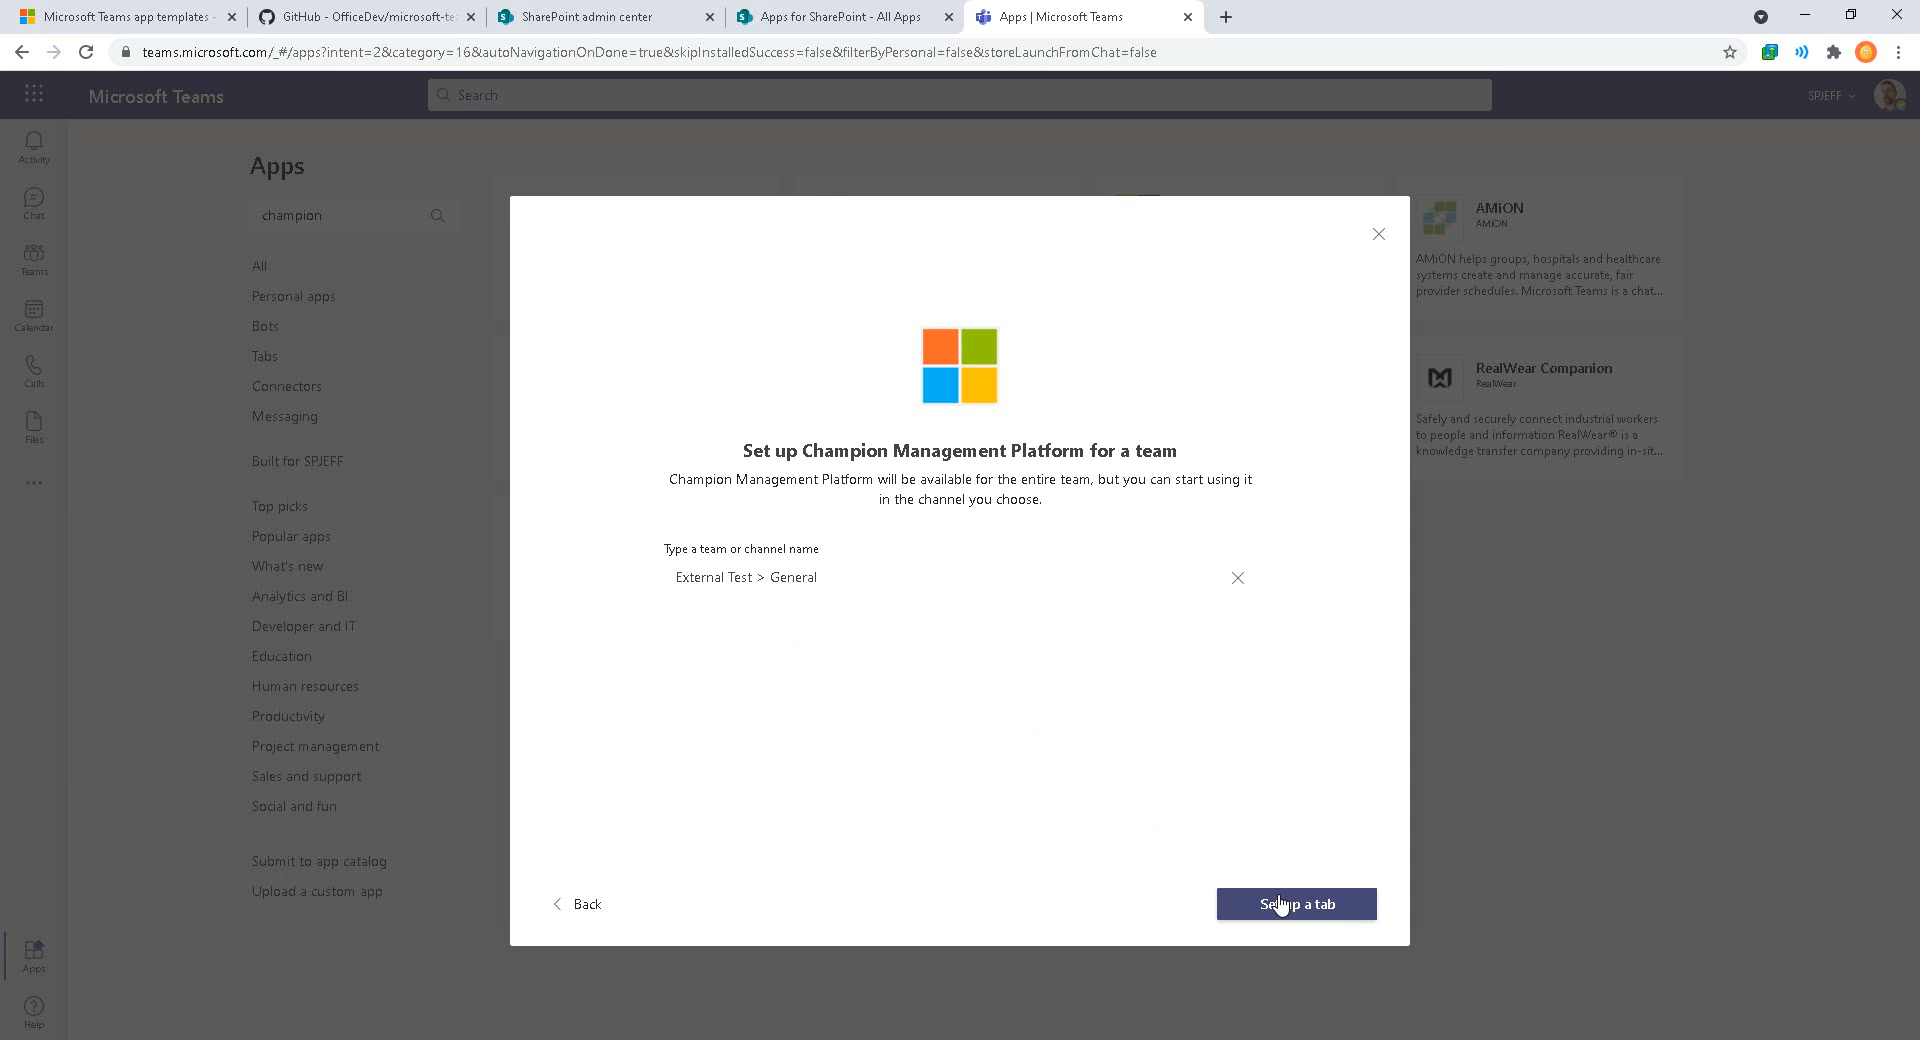 Microsoft Teams app templates -
GitHub - OfficeDev/microsoft-te
SharePoint admin center
Apps for SharePoint - All Apps
Apps | Microsoft Teams
teams.microsoft.com/_#/apps?intent=2&category=16&autoNavigationOnDone=true&skipInstalledSuccess=false&filterByPersonal=false&storeLaunchFromChat=false
Microsoft Teams
Search
SPJEFF
Activity
Chat
Teams
Calendar
Calls
Files
Apps
Help
Apps
champion
All
Personal apps
Bots
Tabs
Connectors
Messaging
Built for SPJEFF
Top picks
Popular apps
What's new
Analytics and BI
Developer and IT
Education
Human resources
Productivity
Project management
Sales and support
Social and fun
Submit to app catalog
Upload a custom app
Set up Champion Management Platform for a team
Champion Management Platform will be available for the entire team, but you can start using it
in the channel you choose.
Type a team or channel name
External Test > General
Back
Set up a tab
AMiON
AMiON
AMiON helps groups, hospitals and healthcare
systems create and manage accurate, fair
provider schedules. Microsoft Teams is a chat...
RealWear Companion
RealWear
Safely and securely connect industrial workers
to people and information RealWear® is a
knowledge transfer company providing in-sit...